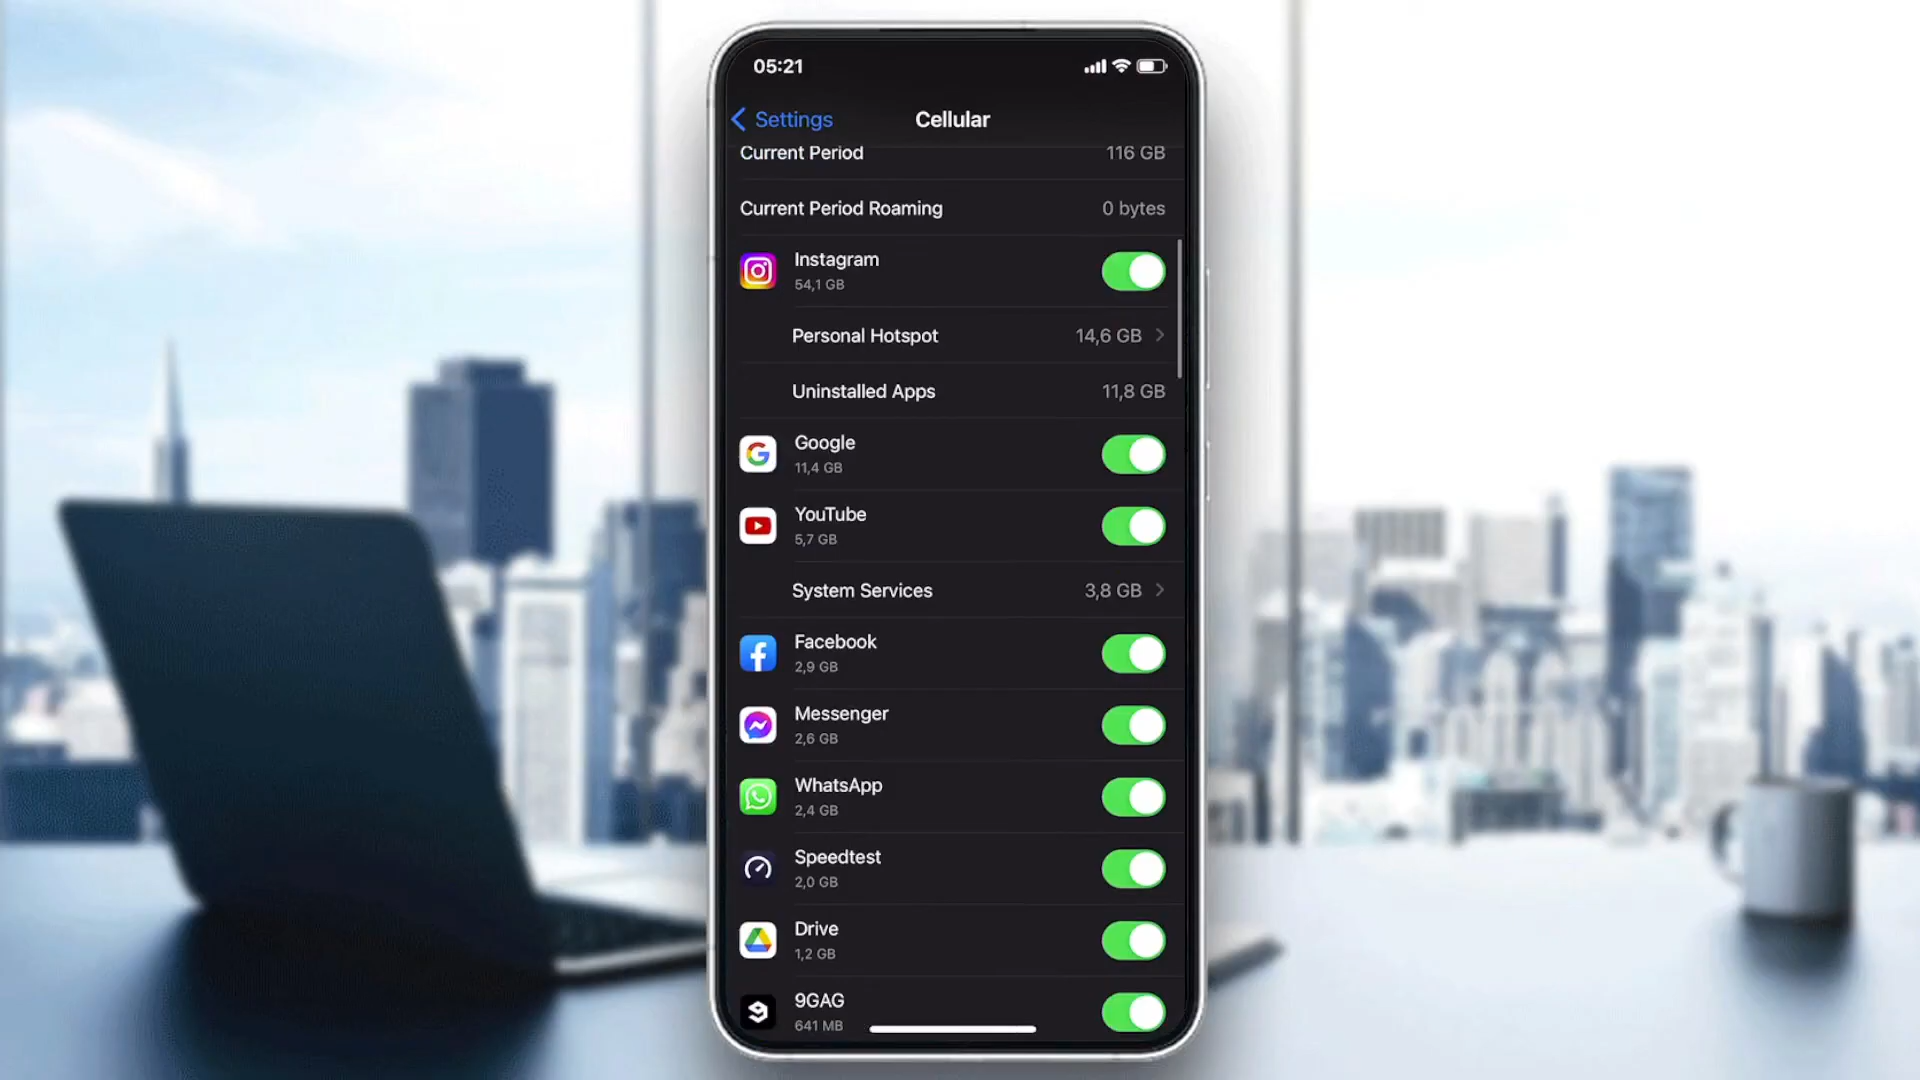 05:21
Settings
Cellular
Current Period 116 GB
Current Period Roaming 0 bytes
Instagram
54,1 GB
Personal Hotspot 14,6 GB
Uninstalled Apps 11,8 GB
Google
11,4 GB
YouTube
5,7 GB
System Services 3,8 GB
Facebook
2,9 GB
Messenger
2,6 GB
WhatsApp
2,4 GB
Speedtest
2,0 GB
Drive
1,2 GB
9GAG
641 MB